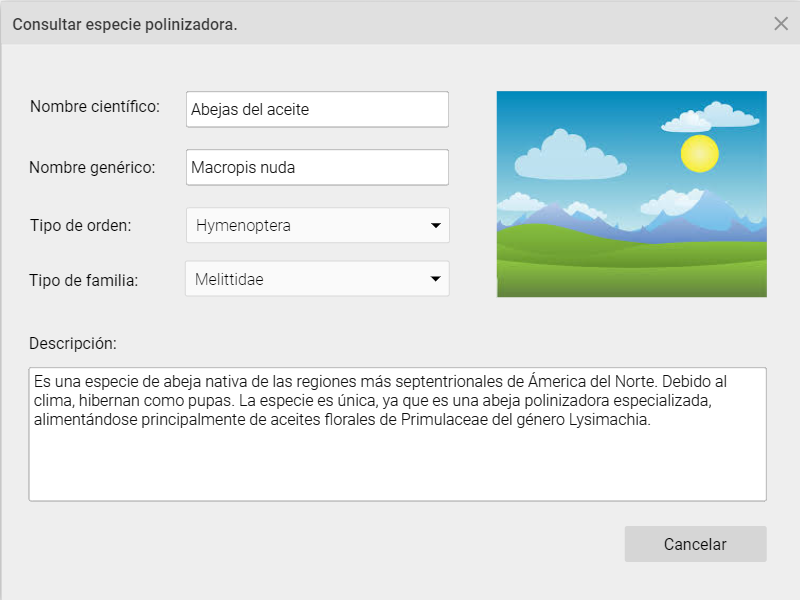 Consultar especie polinizadora.
Nombre científico:
Abejas del aceite
Nombre genérico:
Macropis nuda
Tipo de orden:
Hymenoptera
Tipo de familia:
Melittidae
Descripción:
Es una especie de abeja nativa de las regiones más septentrionales de Ámerica del Norte. Debido al
clima, hibernan como pupas. La especie es única, ya que es una abeja polinizadora especializada,
alimentándose principalmente de aceites florales de Primulaceae del género Lysimachia.
Cancelar